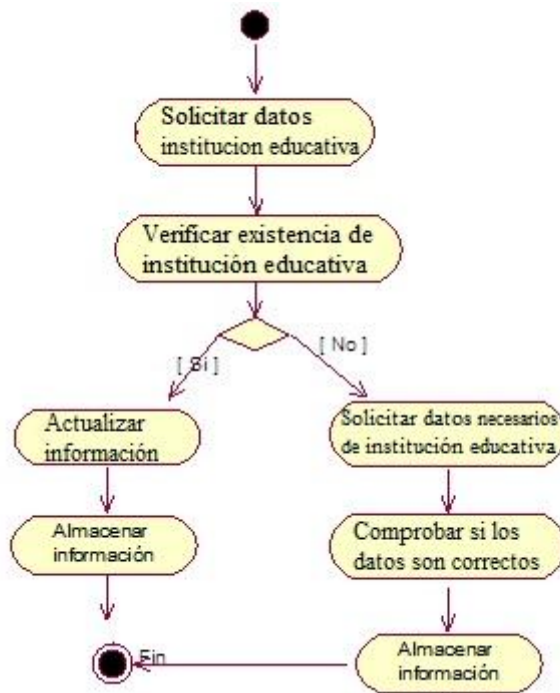 Solicitar datos
institucion educativa
Verificar existencia de
institución educativa
[ Si ]
[ No ]
Actualizar
información
Solicitar datos necesarios
de institución educativa
Almacenar
información
Comprobar si los
datos son correctos
Fin
Almacenar
información